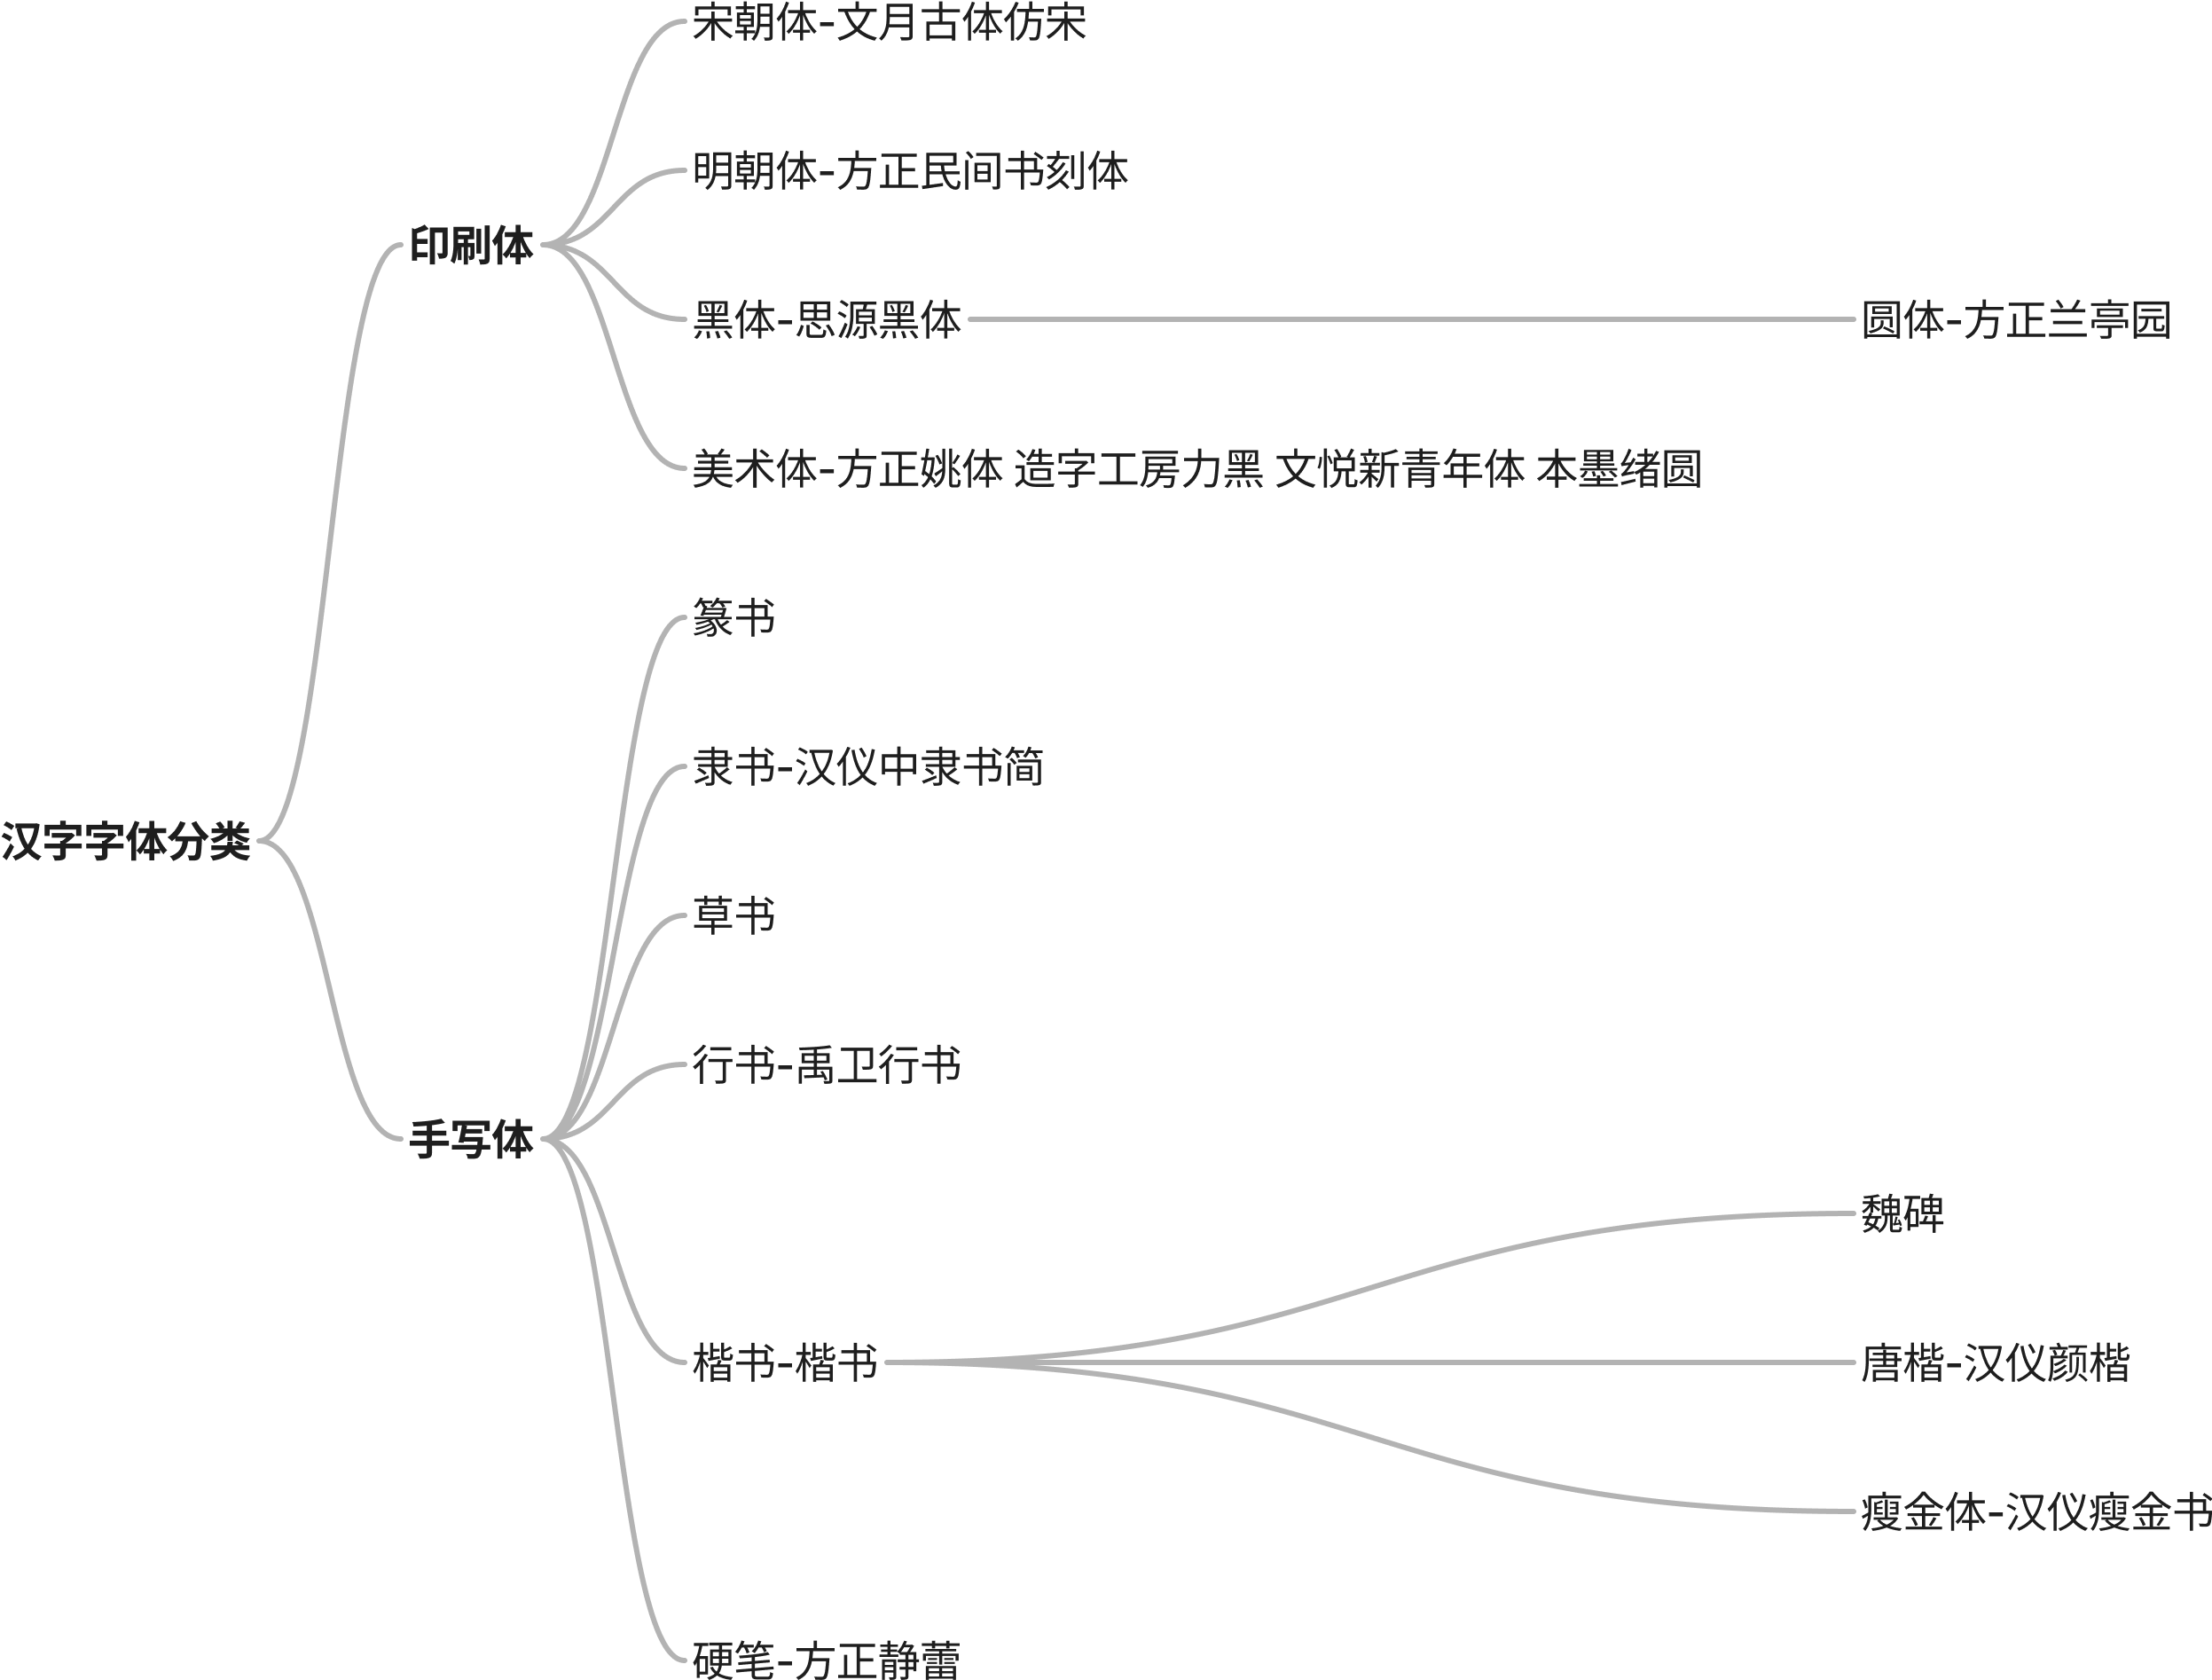 汉字字体分类
印刷体
宋朝体-文月古体仿宋
明朝体-方正民间书刻体
黑体-思源黑体
圆体-方正兰亭圆
美术体-方正姚体 造字工房力黑 文悦新青年体 本墨绪圆
手写体
篆书
隶书-汉仪中隶书简
草书
行书-禹卫行书
楷书-楷书
魏碑
唐楷-汉仪颜楷
瘦金体-汉仪瘦金书
硬笔-方正静蕾